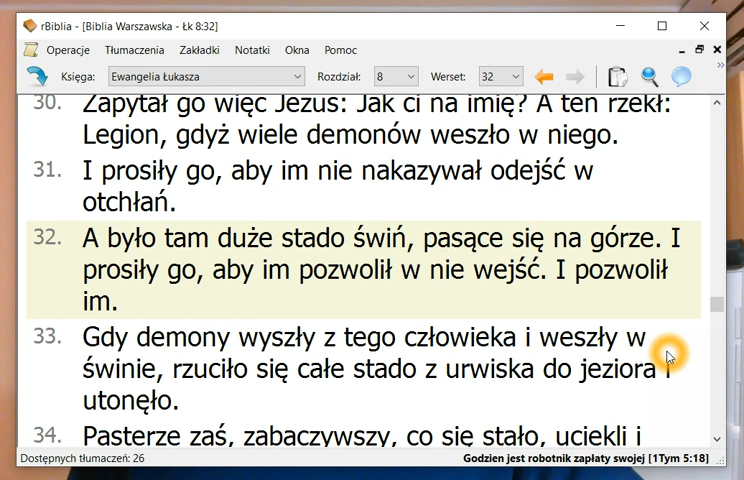 rBiblia - [Biblia Warszawska - Łk 8:32]
Operacje Tłumaczenia Zakładki Notatki Okna Pomoc
Księga: Ewangelia Łukasza Rozdział: 8 Werset: 32
30. Zapytał go więc Jezus: Jak ci na imię? A ten rzekł:
Legion, gdyż wiele demonów weszło w niego.
31. I prosiły go, aby im nie nakazywał odejść w
otchłań.
32. A było tam duże stado świń, pasące się na górze. I
prosiły go, aby im pozwolił w nie wejść. I pozwolił
im.
33. Gdy demony wyszły z tego człowieka i weszły w
świnie, rzuciło się całe stado z urwiska do jeziora i
utonęło.
34. Pasterze zaś, zabaczywszy, co się stało, uciekli i
Dostępnych tłumaczeń: 26 Godzien jest robotnik zapłaty swojej [1Tym 5:18]